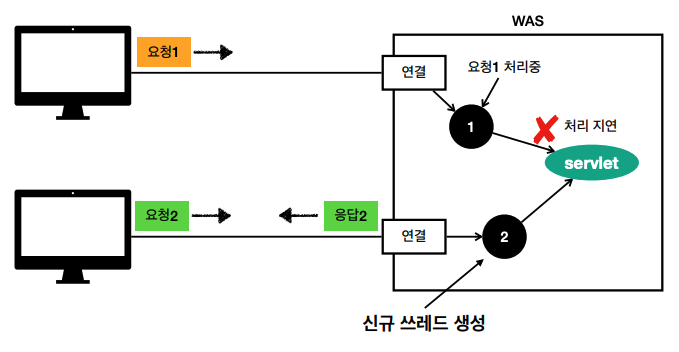 WAS
요청1
연결
요청1 처리중
1
처리 지연
servlet
요청2
응답2
연결
2
신규 쓰레드 생성